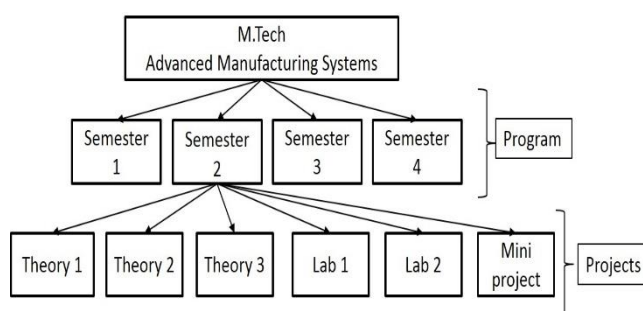 M.Tech
Advanced Manufacturing Systems
Semester
1
Semester
2
Semester
3
Semester
4
Program
Theory 1
Theory 2
Theory 3
Lab 1
Lab 2
Mini
project
Projects